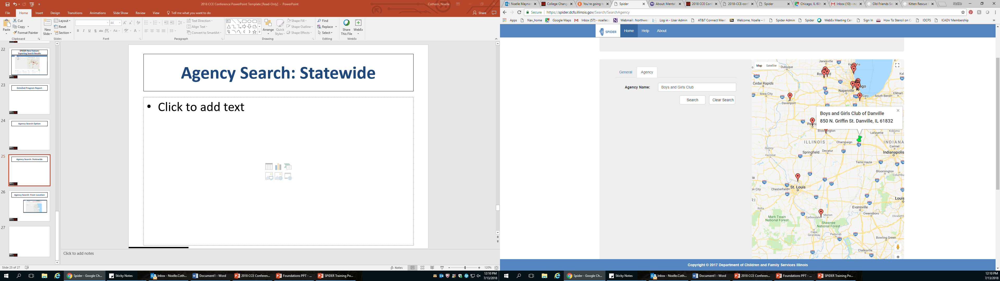 2018 CCE Conference PowerPoint Template [Read-Only] - PowerPoint
Cothern, Noelle
File Home Insert Design Transitions Animations Slide Show Review View Tell me what you want to do Share
Cut
Copy
Format Painter
Paste
Clipboard
New Slide
Layout
Reset
Section
Slides
44
Font
Text Direction
Align Text
Convert to SmartArt
Paragraph
Arrange
Quick Styles
Shape Fill
Shape Outline
Shape Effects
Drawing
Find
Replace
Select
Editing
Share This File
WebEx
WebEx
22
SPIDER New Feature:
Exporting Search Results
23
Detailed Program Report
24
Agency Search Option
25
Agency Search: Statewide
26
Agency Search: From Location
27
Agency Search: Statewide
• Click to add text
Click to add notes
Slide 25 of 27
Notes
120%
Spider - Google Ch...
Sticky Notes
Inbox - Noelle.Coth...
Document1 - Word
2018 CCE Conferen...
Foundations PPT - ...
SPIDER Training Po...
12:10 PM
7/13/2018
Noelle Maynar
College Chang
You're going to
Spider
About: Mental
2018 CCE Conf
2018-CCE-conf
Spider
Chicago, IL 606
Inbox (10) - no
Old Friends Se
Kitten Rescue
Noelle
Secure https://spider.dcfs.illinois.gov/Search/SearchAgency
Apps
Nav_home
Google Maps
Inbox (57) - noellecc
Webmail : Northwes
Log in - User Admin
AT&T Connect Meet
Welcome, Noelle – B
Spider Admin
Spider
WebEx Meeting Cen
Sign In
How To Stencil on C
IDCFS
ICADV Membership
SPIDER
Home Help About
General Agency
Agency Name: Boys and Girls Club
Search Clear Search
Map Satellite
Janesville
Dubuque
Cedar Rapids
Iowa City
Davenport
Naperville
Gary
South Bend
Elkhart
Boys and Girls Club of Danville
850 N. Griffin St. Danville, IL 61832
Bloomington
Lafayette
Kokomo
ILLINOIS
Champaign
INDIANA
Carmel
Quincy
Springfield
Decatur
Indianapolis
Hannibal
Terre Haute
Bloomington
Columbu
Chesterfield
St. Louis
Louis
Evansville
Owensboro
Rolla
Marion
Carbondale
Mark Twain
National Forest
Shawnee
National Forest
Cape
Girardeau
Paducah
Bowling Green
Clarksville
Copyright © 2017 Department of Children and Family Services Illinois
Spider - Google Ch...
Sticky Notes
Inbox - Noelle.Coth...
Document1 - Word
2018 CCE Conferen...
Foundations PPT - ...
SPIDER Training Po...
12:10 PM
7/13/2018